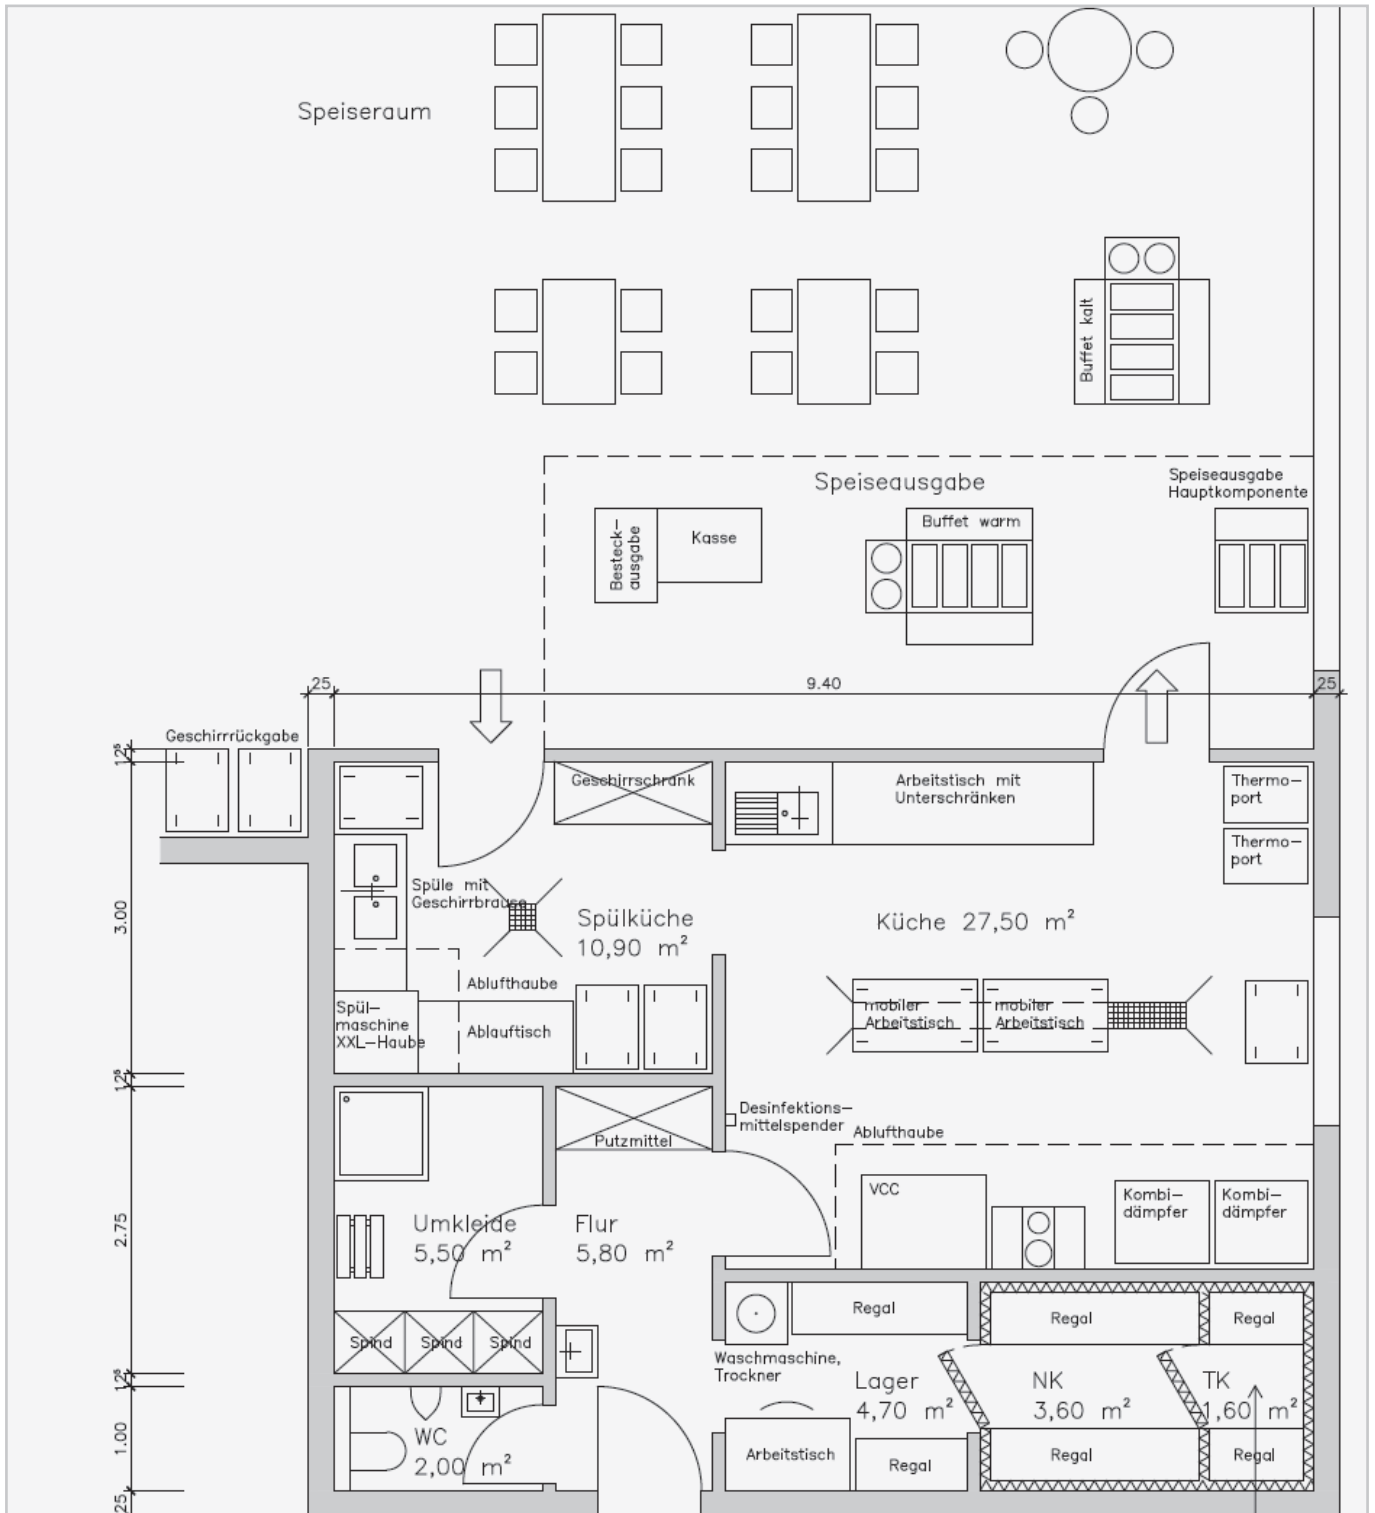 Speiseraum
Buffet kalt
Speiseausgabe
Speiseausgabe
Hauptkomponente
Besteck-
ausgabe
Kasse
Buffet warm
25
9.40
25
Geschirrrückgabe
12⁵
Geschirrschrank
Arbeitstisch mit
Unterschränken
Thermo-
port
Thermo-
port
Spüle mit
Geschirrbrause
3.00
Spülküche
10,90 m²
Küche 27,50 m²
Ablufthaube
Spül-
maschine
XXL-Haube
Ablauftisch
mobiler
Arbeitstisch
mobiler
Arbeitstisch
12⁵
Putzmittel
Desinfektions-
mittelspender
Ablufthaube
VCC
Kombi-
dämpfer
Kombi-
dämpfer
2.75
Umkleide
5,50 m²
Flur
5,80 m²
Regal
Regal
Regal
Spind
Spind
Spind
Waschmaschine,
Trockner
12⁵
Lager
4,70 m²
NK
3,60 m²
TK
1,60 m²
1.00
WC
2,00 m²
Arbeitstisch
Regal
Regal
Regal
25